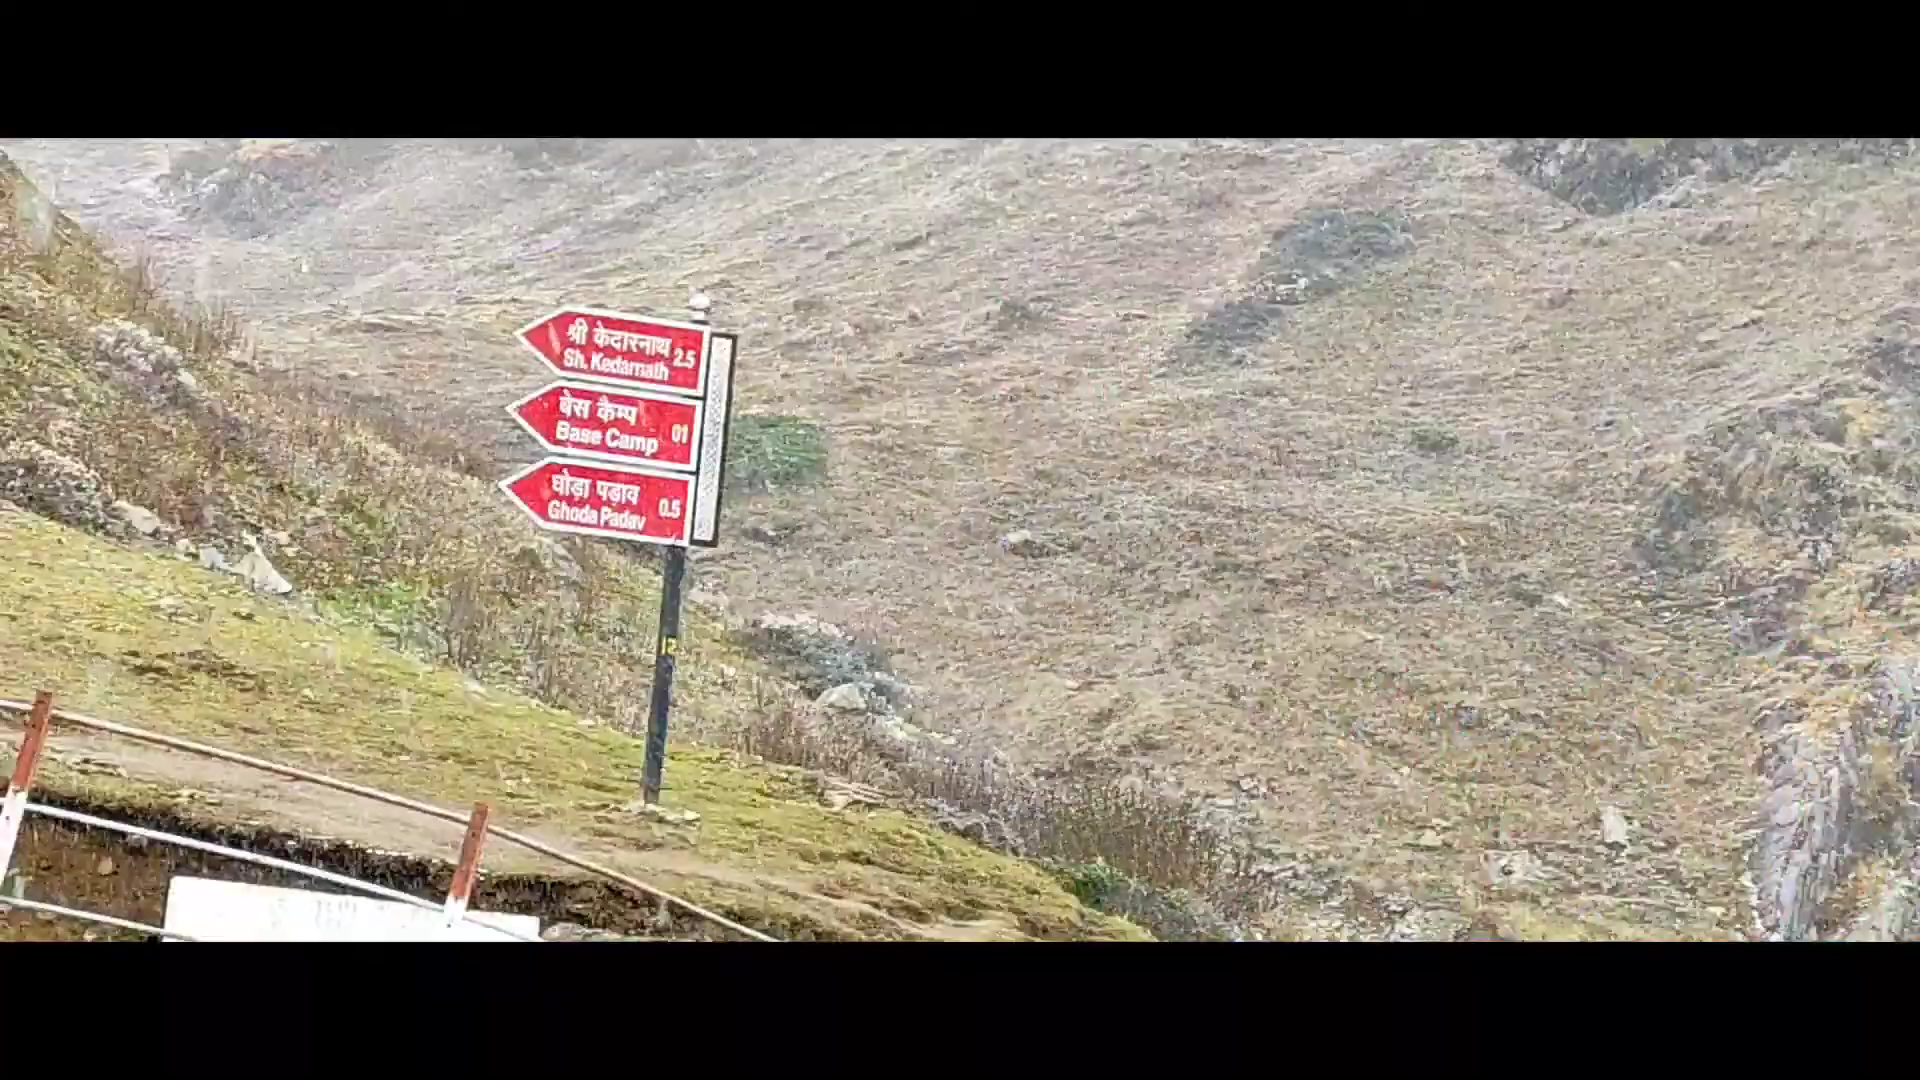 श्री केदारनाथ
Sh. Kedarnath
2.5
बेस कैम्प
Base Camp
01
घोड़ा पड़ाव
Ghoda Padav
0.5